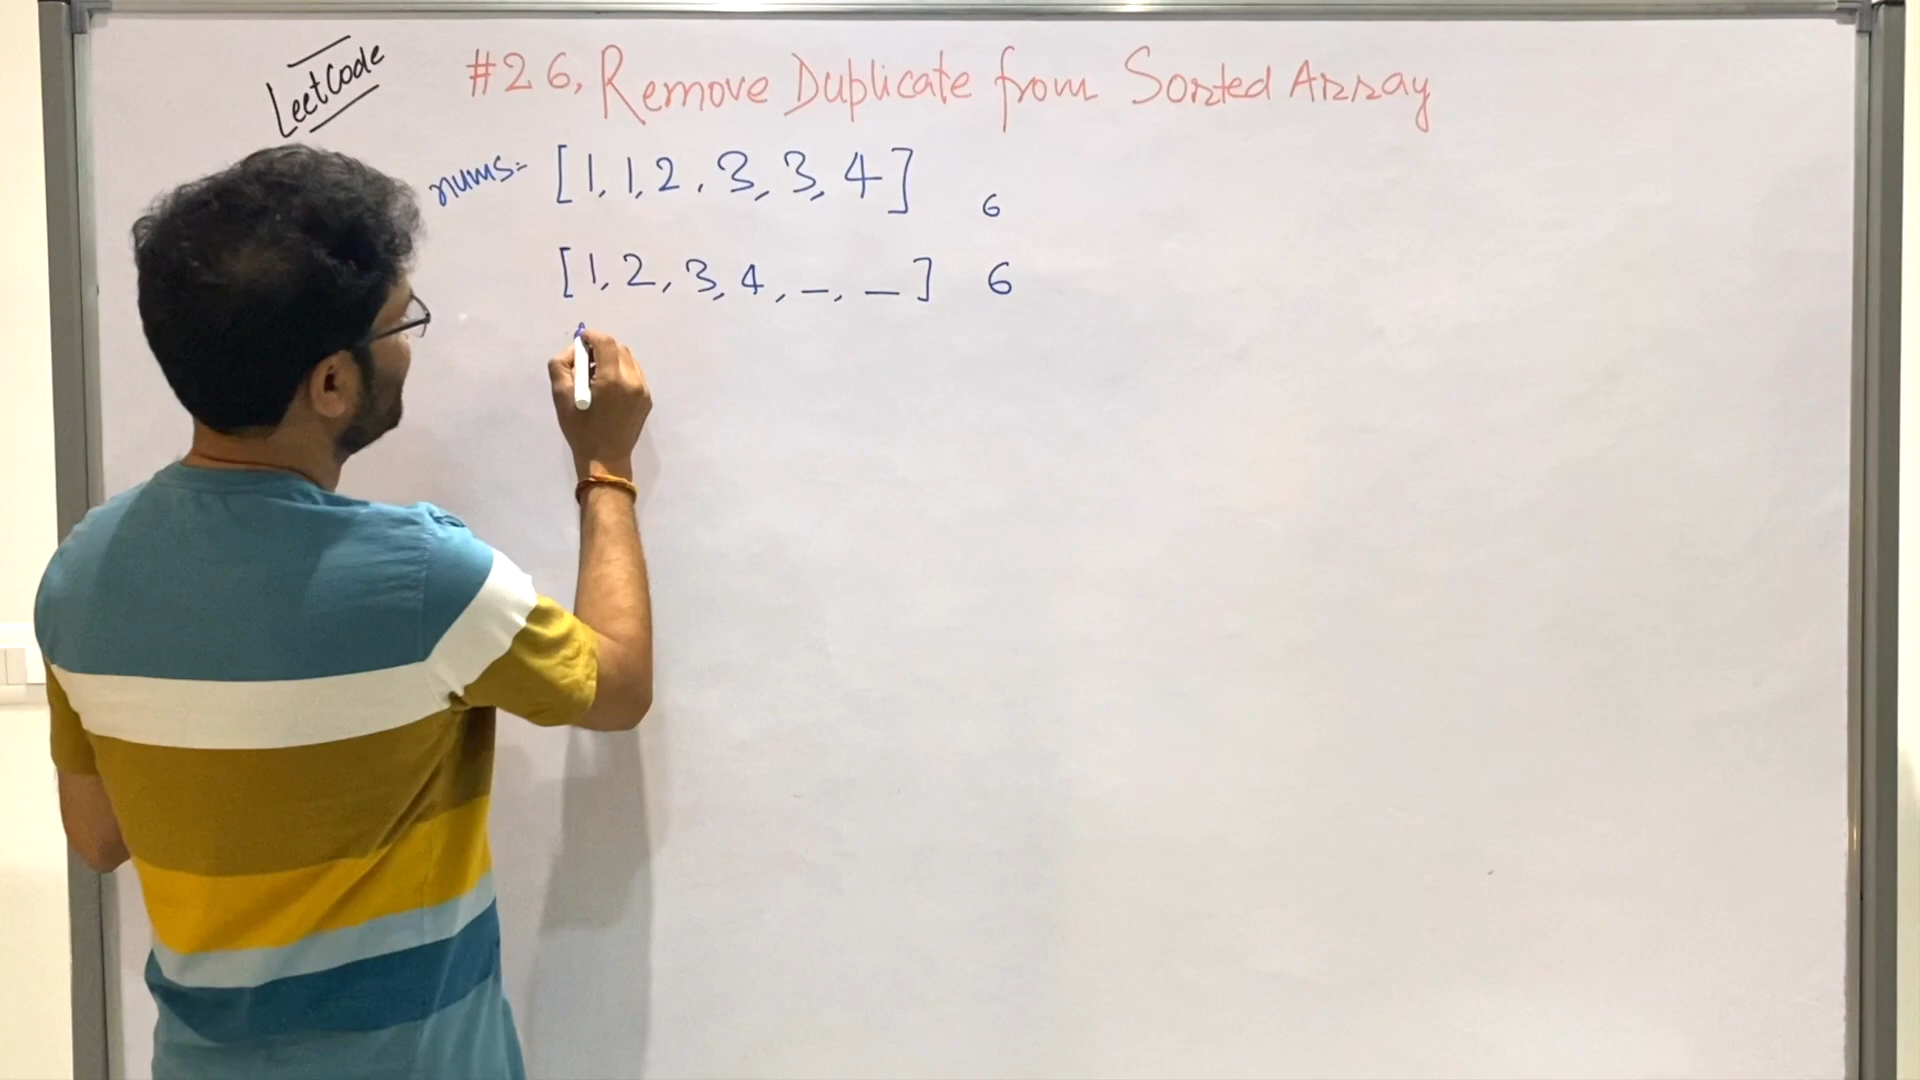 LeetCode
#26, Remove Duplicate from Sorted Array
nums= [1,1,2,3,3,4] 6
[1,2,3,4,_,_] 6